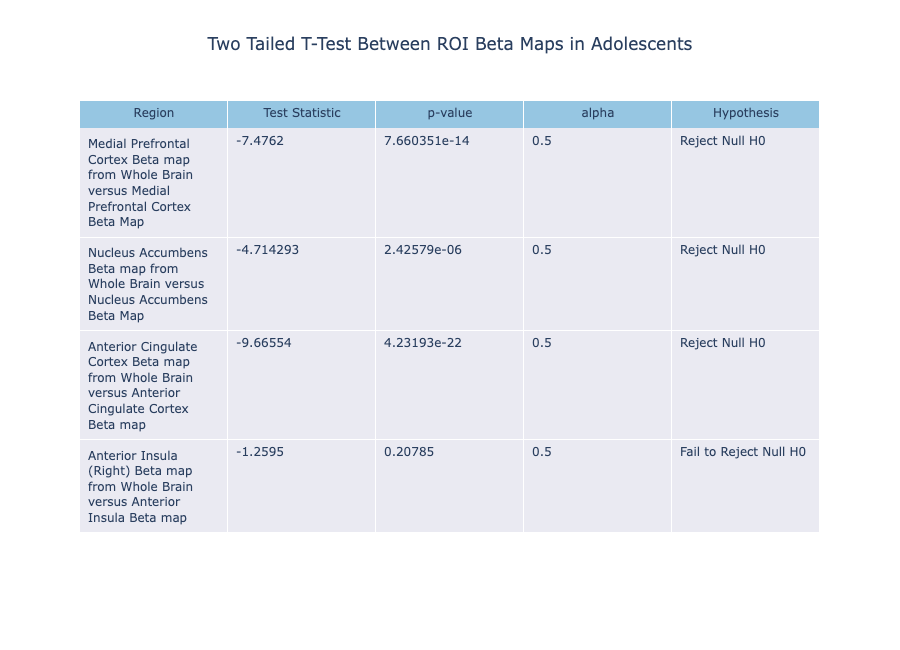 Two Tailed T-Test Between ROI Beta Maps in Adolescents
Region Test Statistic p-value alpha Hypothesis
Medial Prefrontal -7.4762 7.660351e-14 0.5 Reject Null H0
Cortex Beta map
from Whole Brain
versus Medial
Prefrontal Cortex
Beta Map
Nucleus Accumbens -4.714293 2.42579e-06 0.5 Reject Null H0
Beta map from
Whole Brain versus
Nucleus Accumbens
Beta Map
Anterior Cingulate -9.66554 4.23193e-22 0.5 Reject Null H0
Cortex Beta map
from Whole Brain
versus Anterior
Cingulate Cortex
Beta map
Anterior Insula -1.2595 0.20785 0.5 Fail to Reject Null H0
(Right) Beta map
from Whole Brain
versus Anterior
Insula Beta map